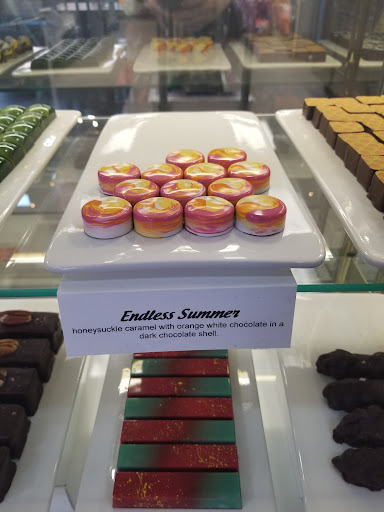 Endless Summer
honeysuckle caramel with orange white chocolate in a
dark chocolate shell.